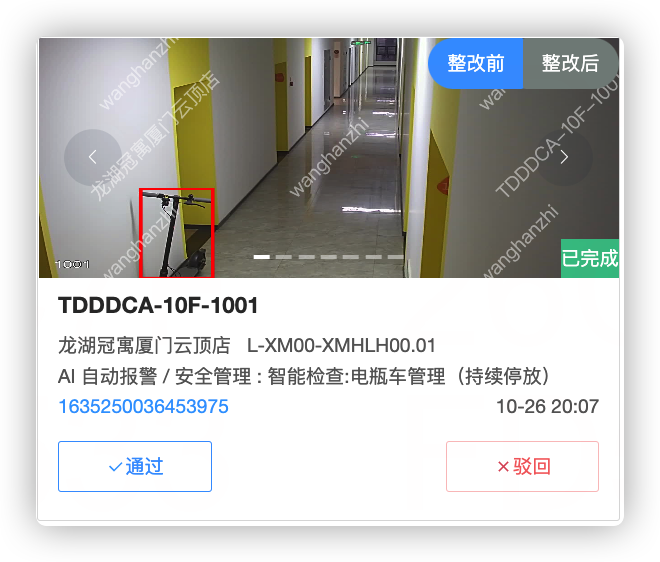 整改前 整改后
wanghanzhi
龙湖冠寓厦门云顶店
wanghanzhi
TDDDCA-10F-1001
wanghanzhi
wanghanzhi
1001
已完成
TDDDCA-10F-1001
龙湖冠寓厦门云顶店 L-XM00-XMHLH00.01
AI 自动报警 / 安全管理 : 智能检查:电瓶车管理（持续停放）
1635250036453975 10-26 20:07
✓通过 ×驳回